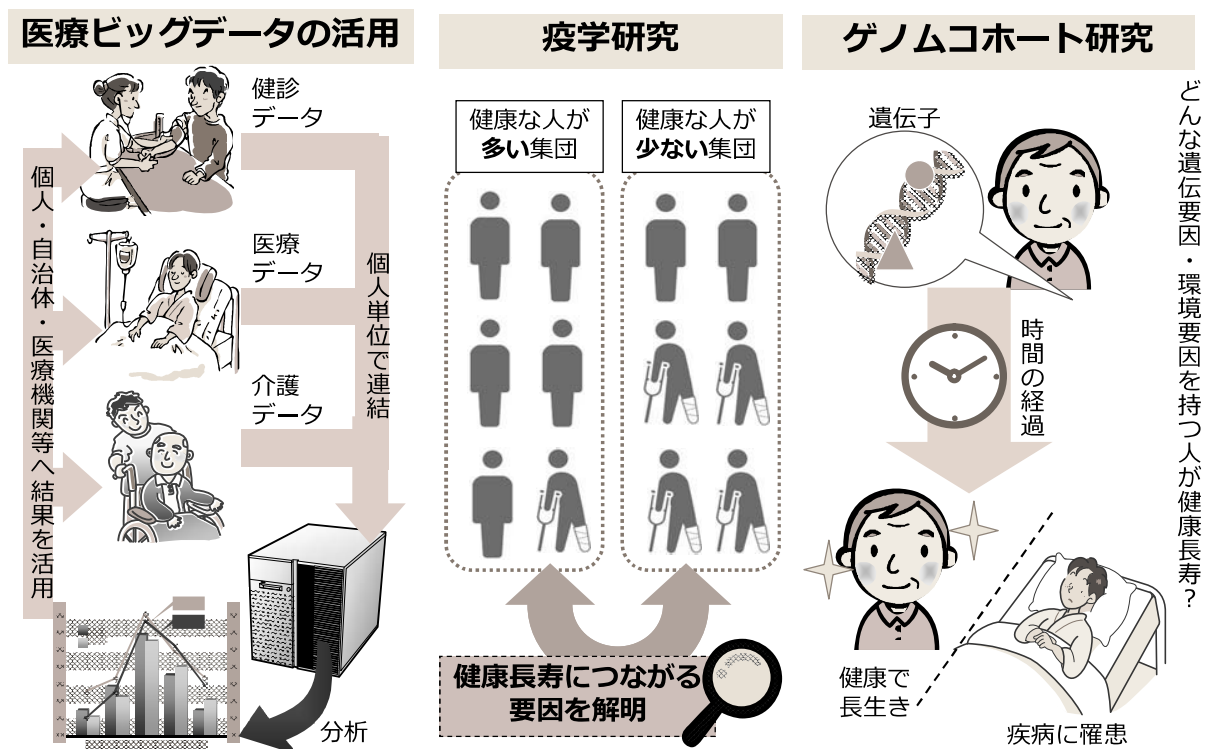 医療ビッグデータの活用
健診
データ
医療
データ
介護
データ
個人・自治体・医療機関等へ結果を活用
個人単位で連結
分析
疫学研究
健康な人が
多い集団
健康な人が
少ない集団
健康長寿につながる
要因を解明
ゲノムコホート研究
遺伝子
時間の経過
健康で
長生き
疾病に罹患
どんな遺伝要因・環境要因を持つ人が健康長寿?